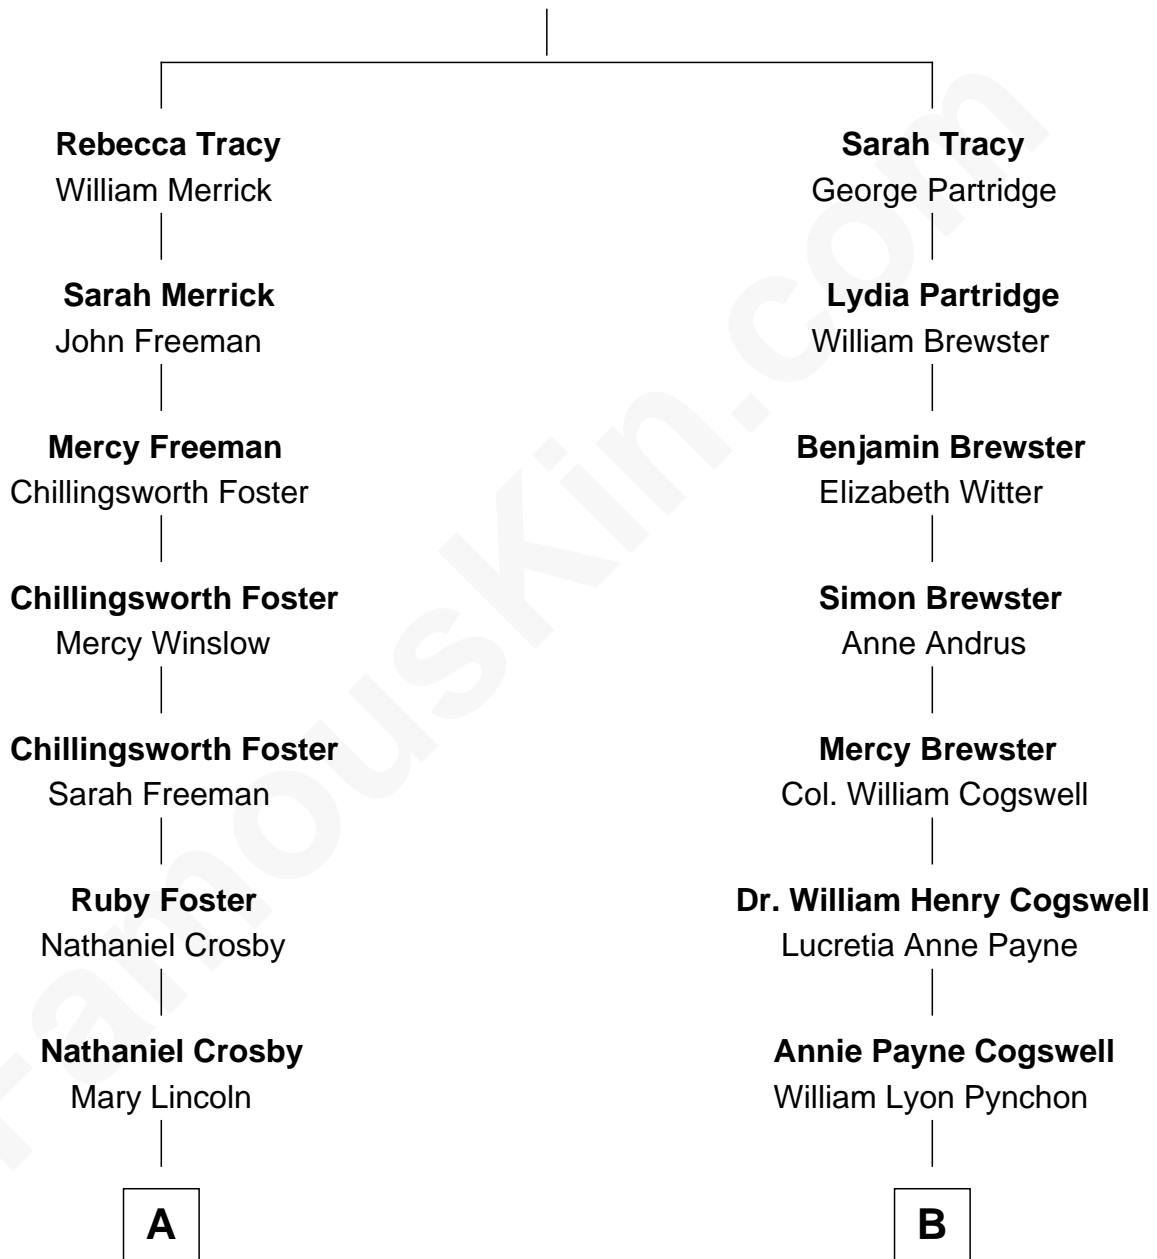 Rebecca Tracy
William Merrick
Sarah Tracy
George Partridge
Sarah Merrick
John Freeman
Lydia Partridge
William Brewster
Mercy Freeman
Chillingsworth Foster
Benjamin Brewster
Elizabeth Witter
Chillingsworth Foster
Mercy Winslow
Simon Brewster
Anne Andrus
Chillingsworth Foster
Sarah Freeman
Mercy Brewster
Col. William Cogswell
Ruby Foster
Nathaniel Crosby
Dr. William Henry Cogswell
Lucretia Anne Payne
Nathaniel Crosby
Mary Lincoln
Annie Payne Cogswell
William Lyon Pynchon
A
B
FamousKin.com